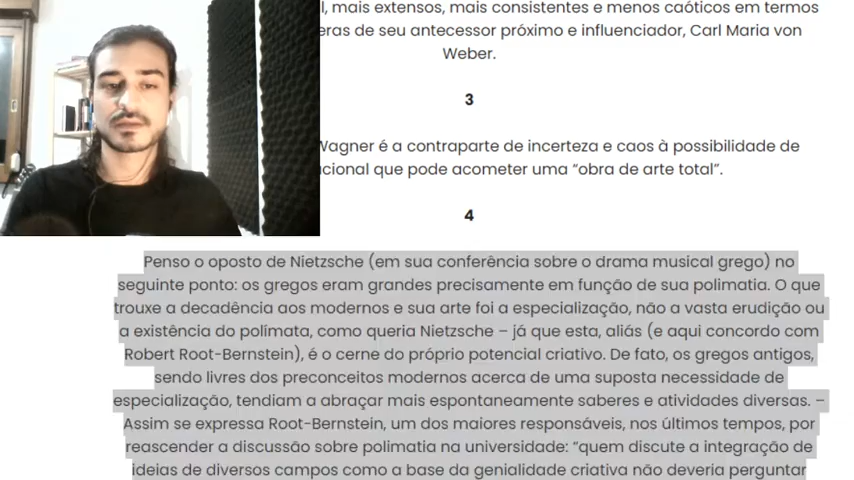 l, mais extensos, mais consistentes e menos caóticos em termos
eras de seu antecessor próximo e influenciador, Carl Maria von
Weber.
3
Wagner é a contraparte de incerteza e caos à possibilidade de
cional que pode acometer uma “obra de arte total”.
4
Penso o oposto de Nietzsche (em sua conferência sobre o drama musical grego) no
seguinte ponto: os gregos eram grandes precisamente em função de sua polimatia. O que
trouxe a decadência aos modernos e sua arte foi a especialização, não a vasta erudição ou
a existência do polímata, como queria Nietzsche – já que esta, aliás (e aqui concordo com
Robert Root-Bernstein), é o cerne do próprio potencial criativo. De fato, os gregos antigos,
sendo livres dos preconceitos modernos acerca de uma suposta necessidade de
especialização, tendiam a abraçar mais espontaneamente saberes e atividades diversas. –
Assim se expressa Root-Bernstein, um dos maiores responsáveis, nos últimos tempos, por
reascender a discussão sobre polimatia na universidade: “quem discute a integração de
ideias de diversos campos como a base da genialidade criativa não deveria perguntar